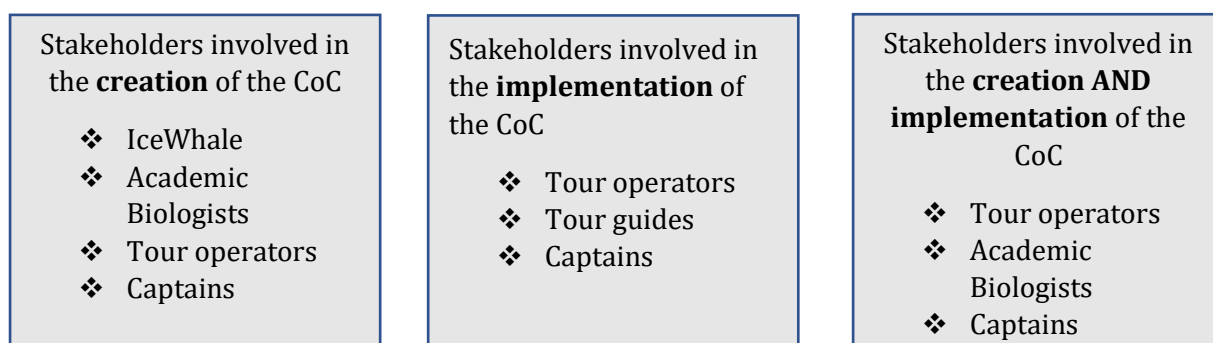 Stakeholders involved in
the creation of the CoC
❖ IceWhale
❖ Academic
Biologists
❖ Tour operators
❖ Captains
Stakeholders involved in
the implementation of
the CoC
❖ Tour operators
❖ Tour guides
❖ Captains
Stakeholders involved in
the creation AND
implementation of the
CoC
❖ Tour operators
❖ Academic
Biologists
❖ Captains